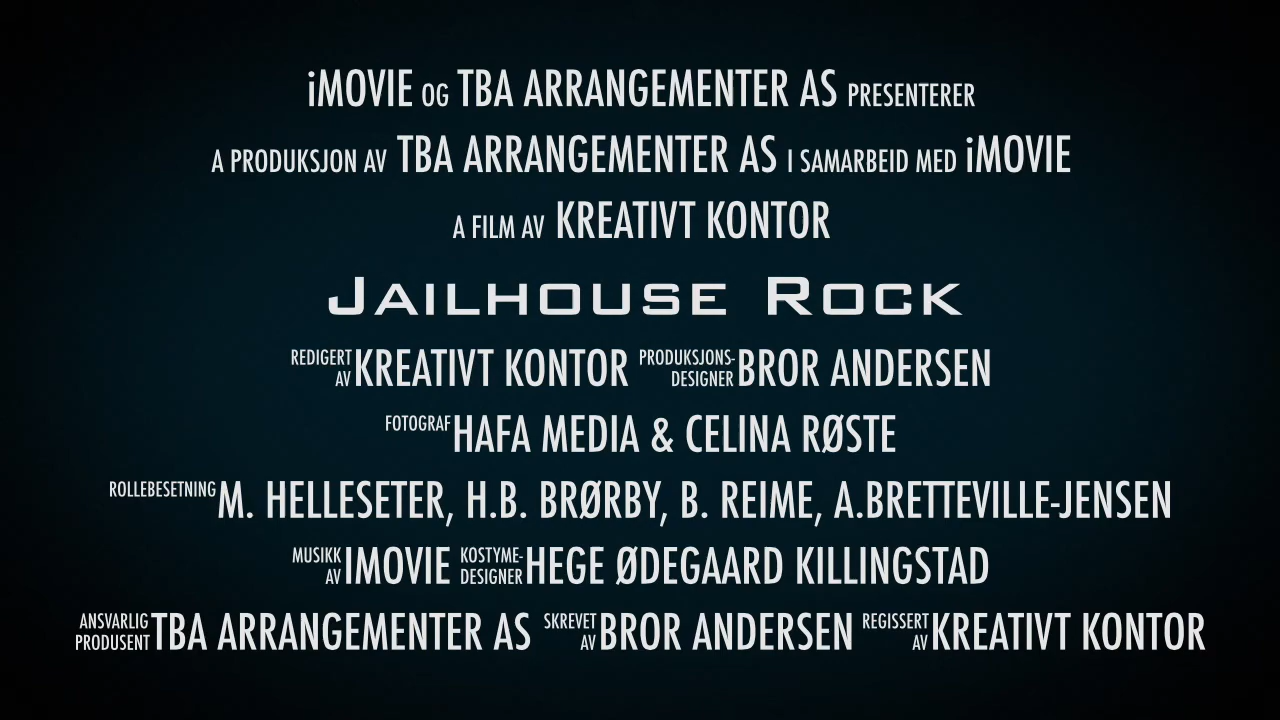 iMOVIE OG TBA ARRANGEMENTER AS PRESENTERER
A PRODUKSJON AV TBA ARRANGEMENTER AS I SAMARBEID MED iMOVIE
A FILM AV KREATIVT KONTOR
JAILHOUSE ROCK
REDIGERT AV KREATIVT KONTOR PRODUKSJONS-DESIGNER BROR ANDERSEN
FOTOGRAF HAFA MEDIA & CELINA RØSTE
ROLLEBESETNING M. HELLESETER, H.B. BRØRBY, B. REIME, A.BRETTEVILLE-JENSEN
MUSIKK AV IMOVIE KOSTYME-DESIGNER HEGE ØDEGAARD KILLINGSTAD
ANSVARLIG PRODUSENT TBA ARRANGEMENTER AS SKREVET AV BROR ANDERSEN REGISSERT AV KREATIVT KONTOR